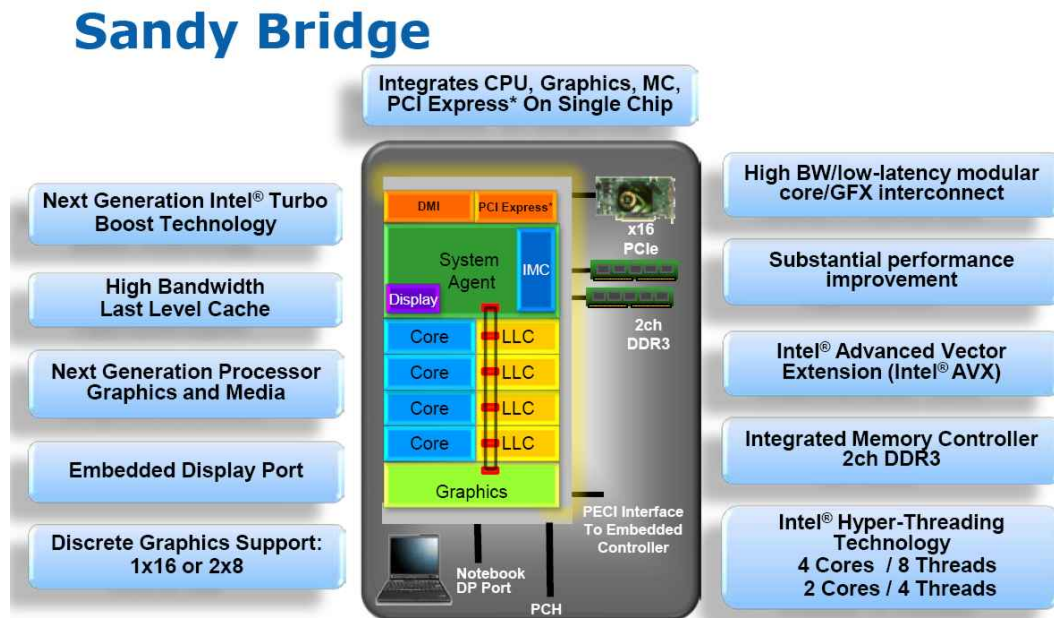 Sandy Bridge
Integrates CPU, Graphics, MC,
PCI Express* On Single Chip
Next Generation Intel® Turbo
Boost Technology
High Bandwidth
Last Level Cache
Next Generation Processor
Graphics and Media
Embedded Display Port
Discrete Graphics Support:
1x16 or 2x8
DMI
PCI Express*
System
Agent
IMC
Display
Core
LLC
Core
LLC
Core
LLC
Core
LLC
Graphics
x16
PCIe
2ch
DDR3
PECI Interface
To Embedded
Controller
Notebook
DP Port
PCH
High BW/low-latency modular
core/GFX interconnect
Substantial performance
improvement
Intel® Advanced Vector
Extension (Intel® AVX)
Integrated Memory Controller
2ch DDR3
Intel® Hyper-Threading
Technology
4 Cores / 8 Threads
2 Cores / 4 Threads